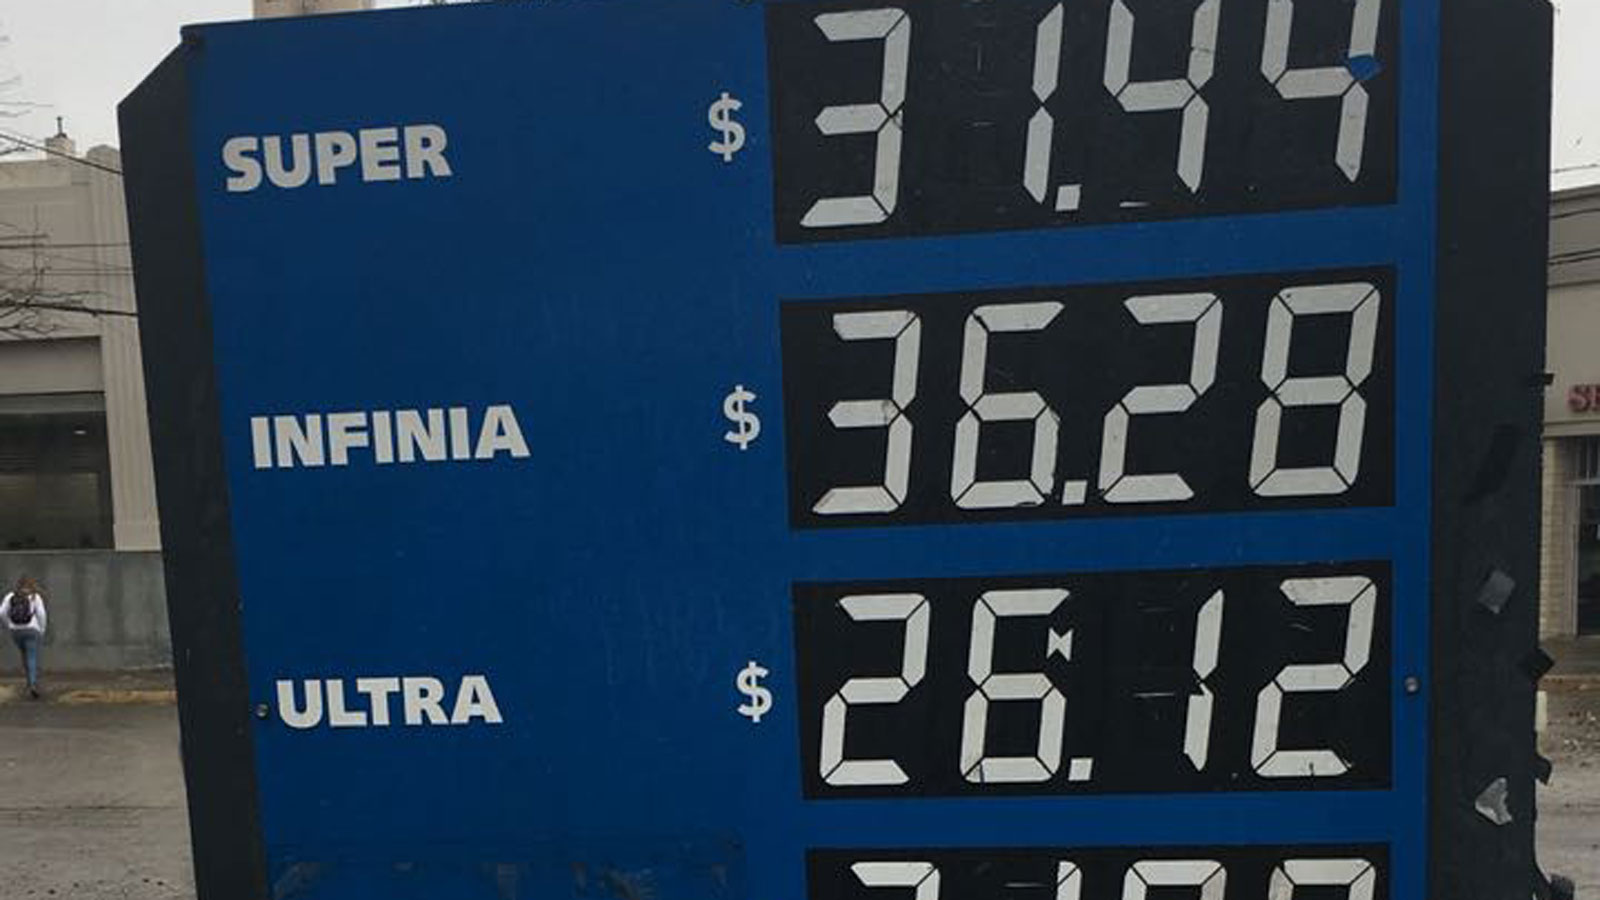 SUPER $ 31.44
INFINIA $ 36.28
ULTRA $ 26.12